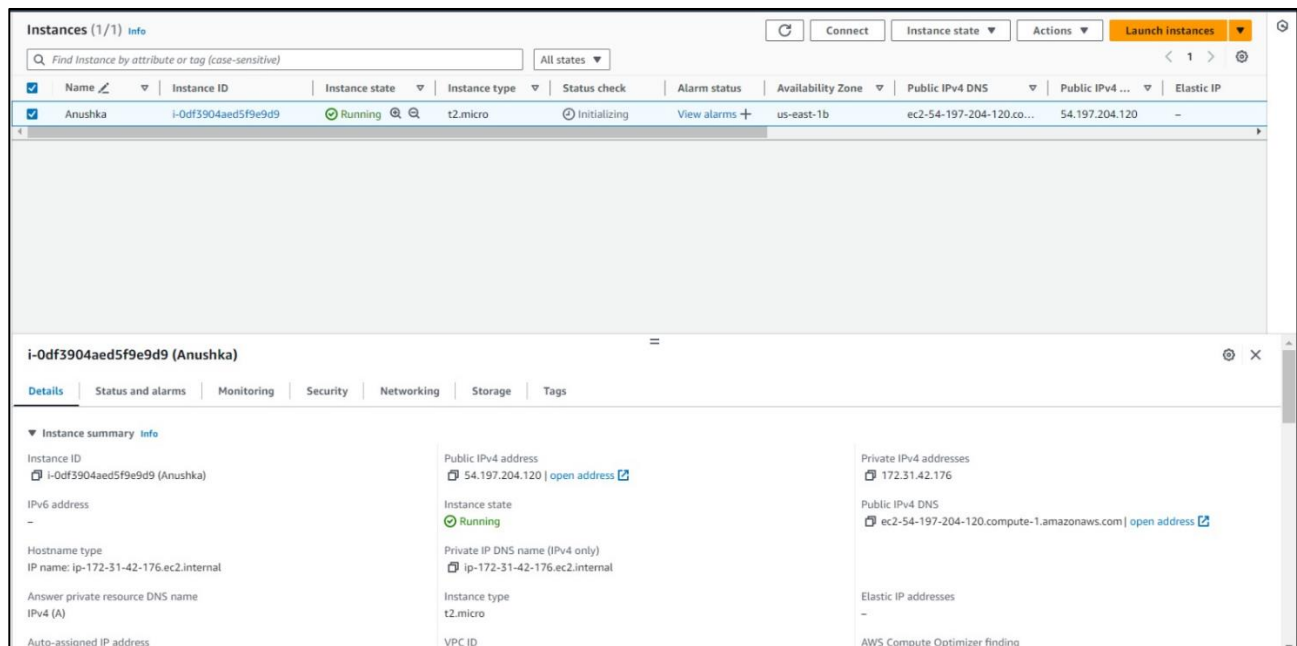 Instances (1/1) Info
Connect
Instance state
Actions
Launch instances
Find Instance by attribute or tag (case-sensitive)
All states
1
Name Instance ID Instance state Instance type Status check Alarm status Availability Zone Public IPv4 DNS Public IPv4 ... Elastic IP
Anushka i-0df3904aed5f9e9d9 Running t2.micro Initializing View alarms + us-east-1b ec2-54-197-204-120.co... 54.197.204.120 –
i-0df3904aed5f9e9d9 (Anushka)
Details Status and alarms Monitoring Security Networking Storage Tags
Instance summary Info
Instance ID
i-0df3904aed5f9e9d9 (Anushka)
Public IPv4 address
54.197.204.120 | open address
Private IPv4 addresses
172.31.42.176
IPv6 address
–
Instance state
Running
Public IPv4 DNS
ec2-54-197-204-120.compute-1.amazonaws.com | open address
Hostname type
IP name: ip-172-31-42-176.ec2.internal
Private IP DNS name (IPv4 only)
ip-172-31-42-176.ec2.internal
Answer private resource DNS name
IPv4 (A)
Instance type
t2.micro
Elastic IP addresses
–
Auto-assigned IP address
VPC ID
AWS Compute Optimizer finding